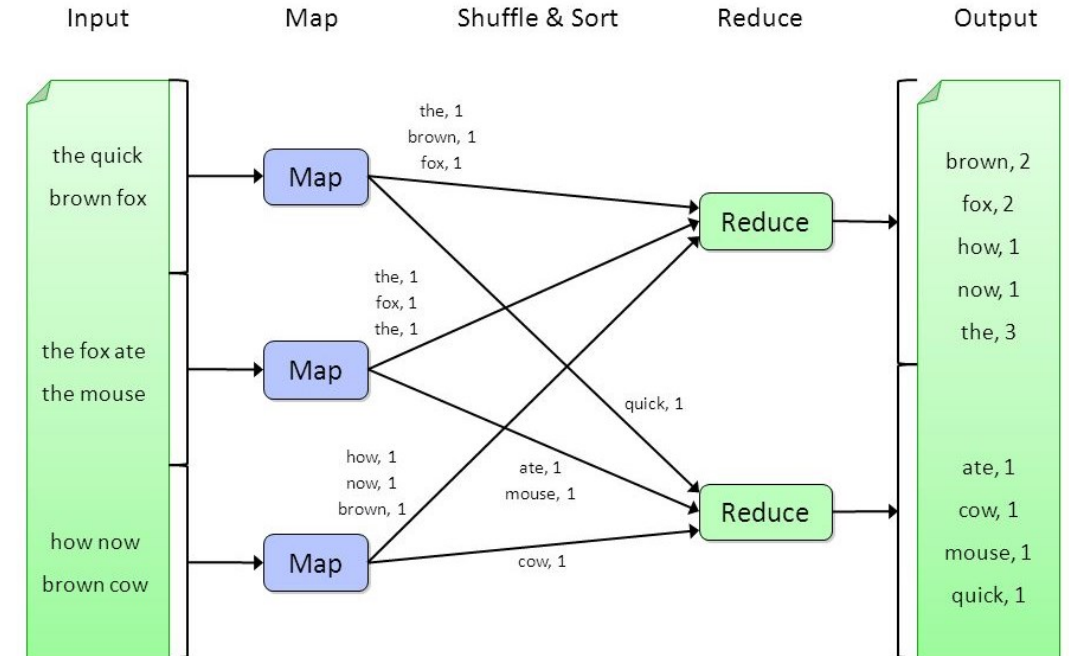 Input
Map
Shuffle & Sort
Reduce
Output
the quick
brown fox
the fox ate
the mouse
how now
brown cow
Map
Map
Map
the, 1
brown, 1
fox, 1
the, 1
fox, 1
the, 1
how, 1
now, 1
brown, 1
quick, 1
ate, 1
mouse, 1
cow, 1
Reduce
Reduce
brown, 2
fox, 2
how, 1
now, 1
the, 3
ate, 1
cow, 1
mouse, 1
quick, 1